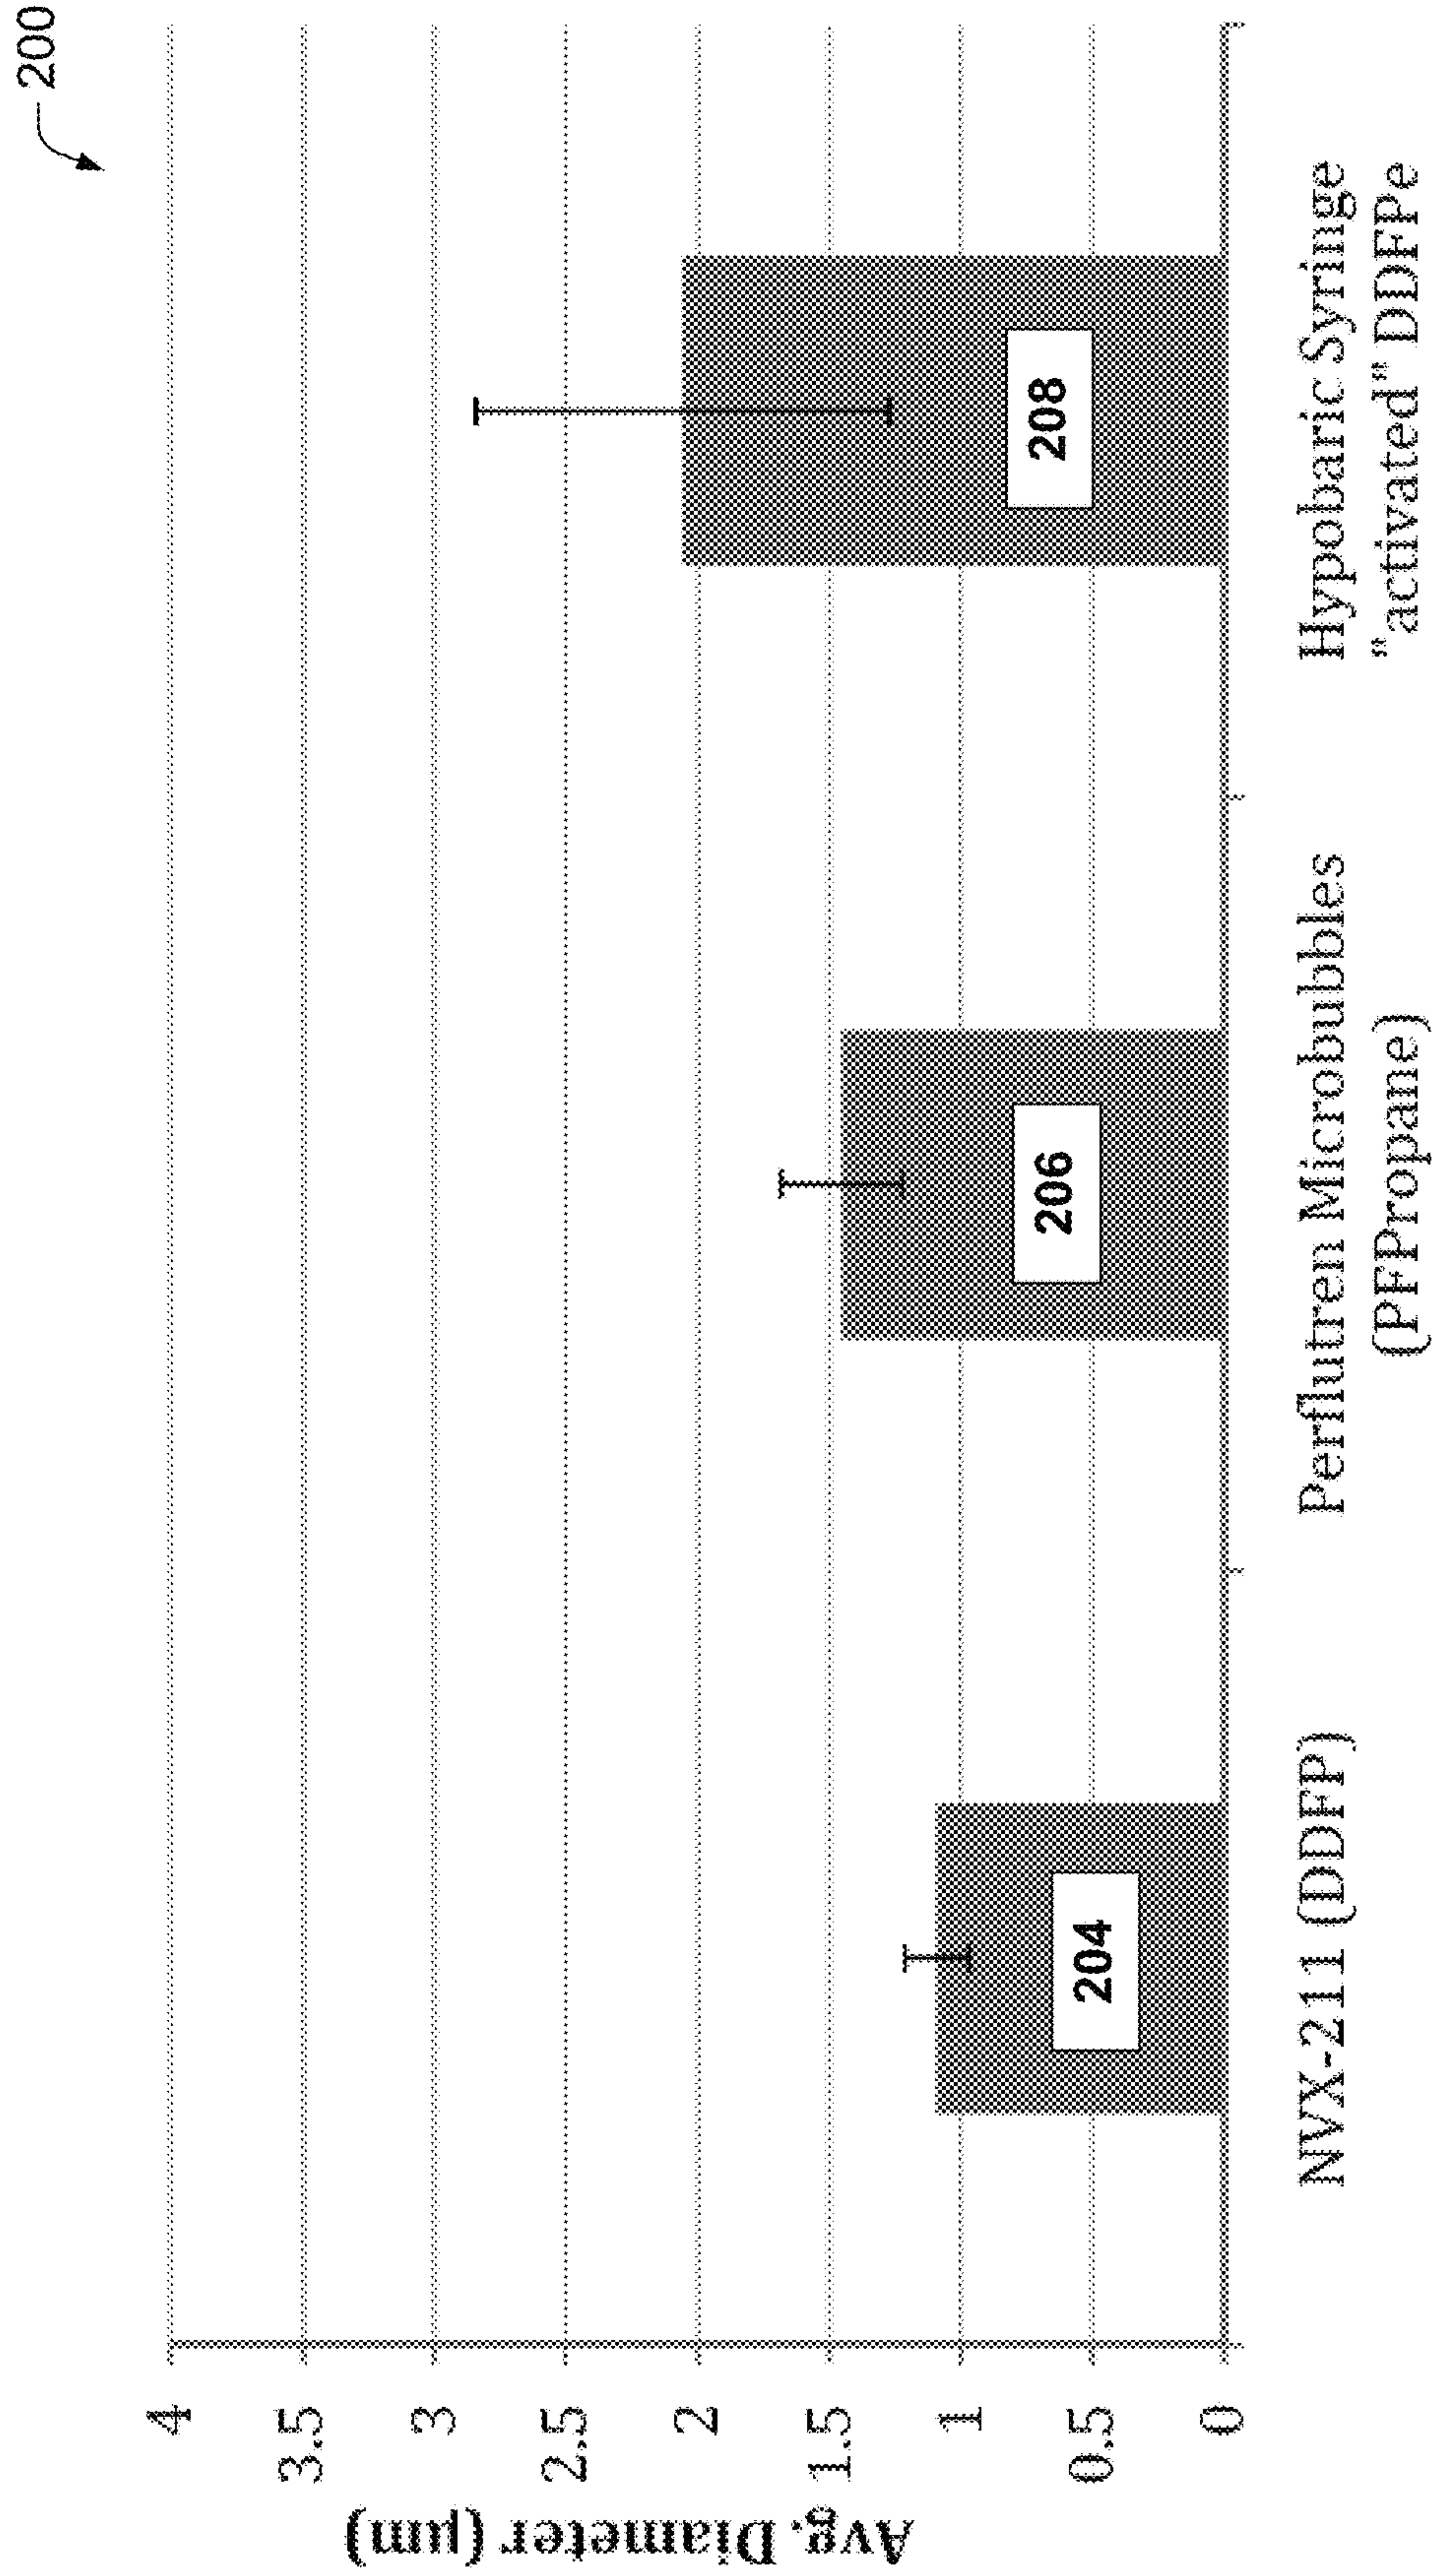 200
Avg. Diameter (µm)
4
3.5
3
2.5
2
1.5
1
0.5
0
204
206
208
NVX-211 (DDFP)
Perflutren Microbubbles
(PFPropane)
Hypobaric Syringe
"activated" DDFPe